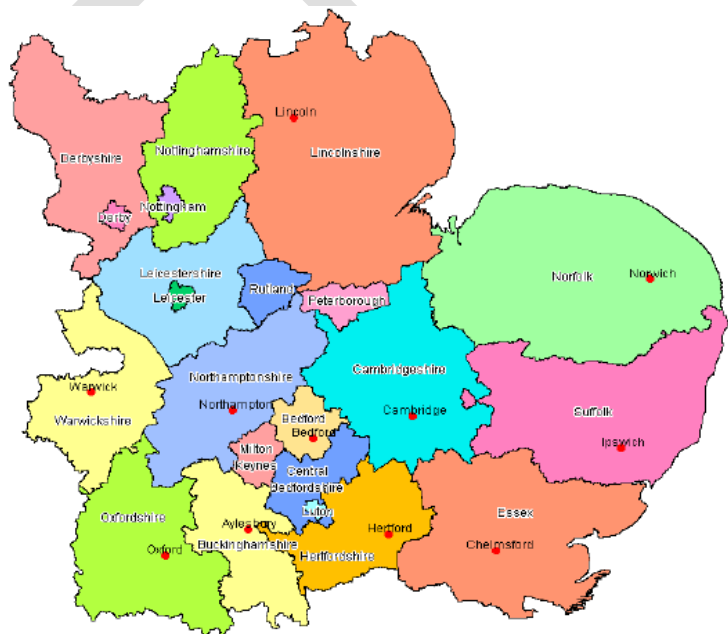 Lincoln
Nottinghamshire
Lincolnshire
Derbyshire
Nottingham
Derby
Leicestershire
Norfolk
Norwich
Rutland
Leicester
Peterborough
Cambridgeshire
Northamptonshire
Warwick
Northampton
Suffolk
Cambridge
Warwickshire
Bedford
Bedford
Ipswich
Milton
Keynes
Central
Bedfordshire
Luton
Essex
Oxfordshire
Aylesbury
Hertford
Buckinghamshire
Chelmsford
Oxford
Hertfordshire